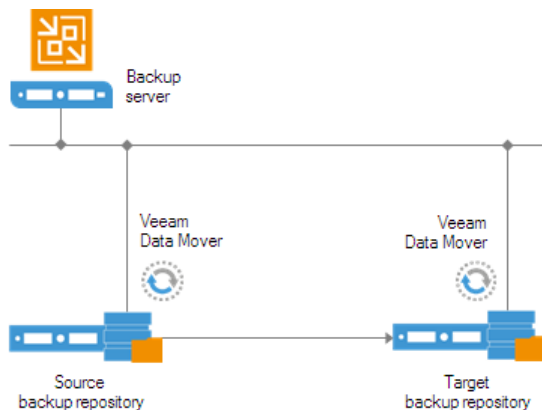 Backup
server
Veeam
Data Mover
Veeam
Data Mover
Source
backup repository
Target
backup repository